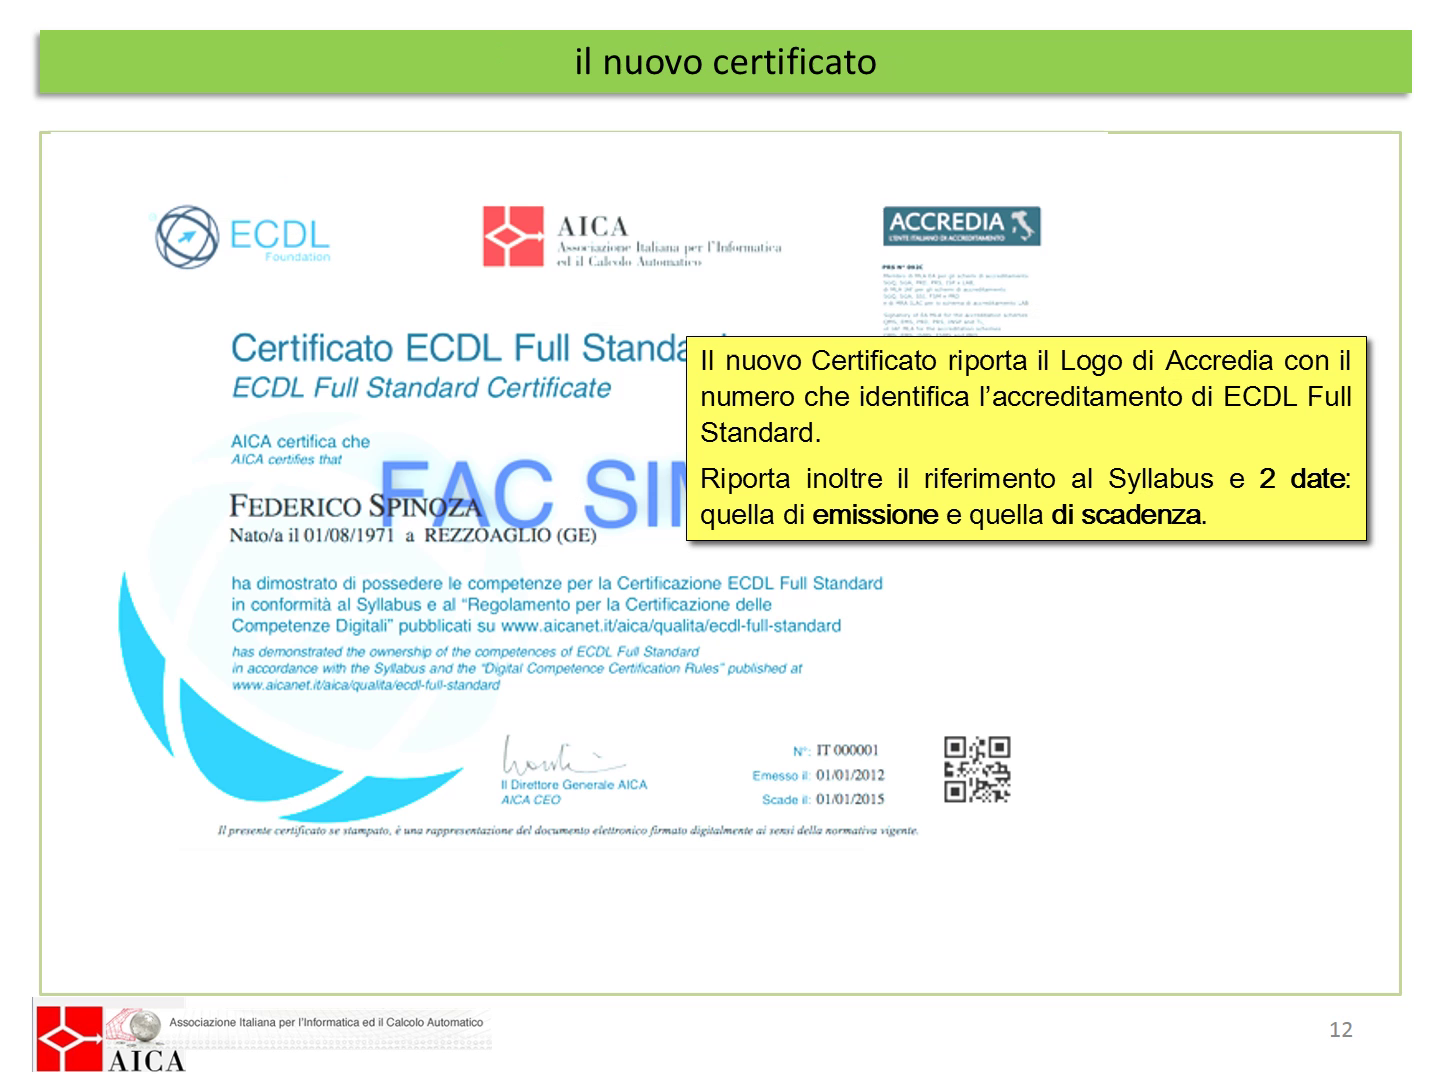 il nuovo certificato
ECDL
Foundation
AICA
Associazione Italiana per l'Informatica
ed il Calcolo Automatico
ACCREDIA
L'ENTE ITALIANO DI ACCREDITAMENTO
PRS N° 002C
Certificato ECDL Full Standa
ECDL Full Standard Certificate
Il nuovo Certificato riporta il Logo di Accredia con il
numero che identifica l’accreditamento di ECDL Full
Standard.
Riporta inoltre il riferimento al Syllabus e 2 date:
quella di emissione e quella di scadenza.
AICA certifica che
AICA certifies that
FAC SIM
FEDERICO SPINOZA
Nato/a il 01/08/1971 a REZZOAGLIO (GE)
ha dimostrato di possedere le competenze per la Certificazione ECDL Full Standard
in conformità al Syllabus e al “Regolamento per la Certificazione delle
Competenze Digitali” pubblicati su www.aicanet.it/aica/qualita/ecdl-full-standard
has demonstrated the ownership of the competences of ECDL Full Standard
in accordance with the Syllabus and the “Digital Competence Certification Rules” published at
www.aicanet.it/aica/qualita/ecdl-full-standard
Il Direttore Generale AICA
AICA CEO
N°: IT 000001
Emesso il: 01/01/2012
Scade il: 01/01/2015
Il presente certificato se stampato, è una rappresentazione del documento elettronico firmato digitalmente ai sensi della normativa vigente.
Associazione Italiana per l'Informatica ed il Calcolo Automatico
AICA
12